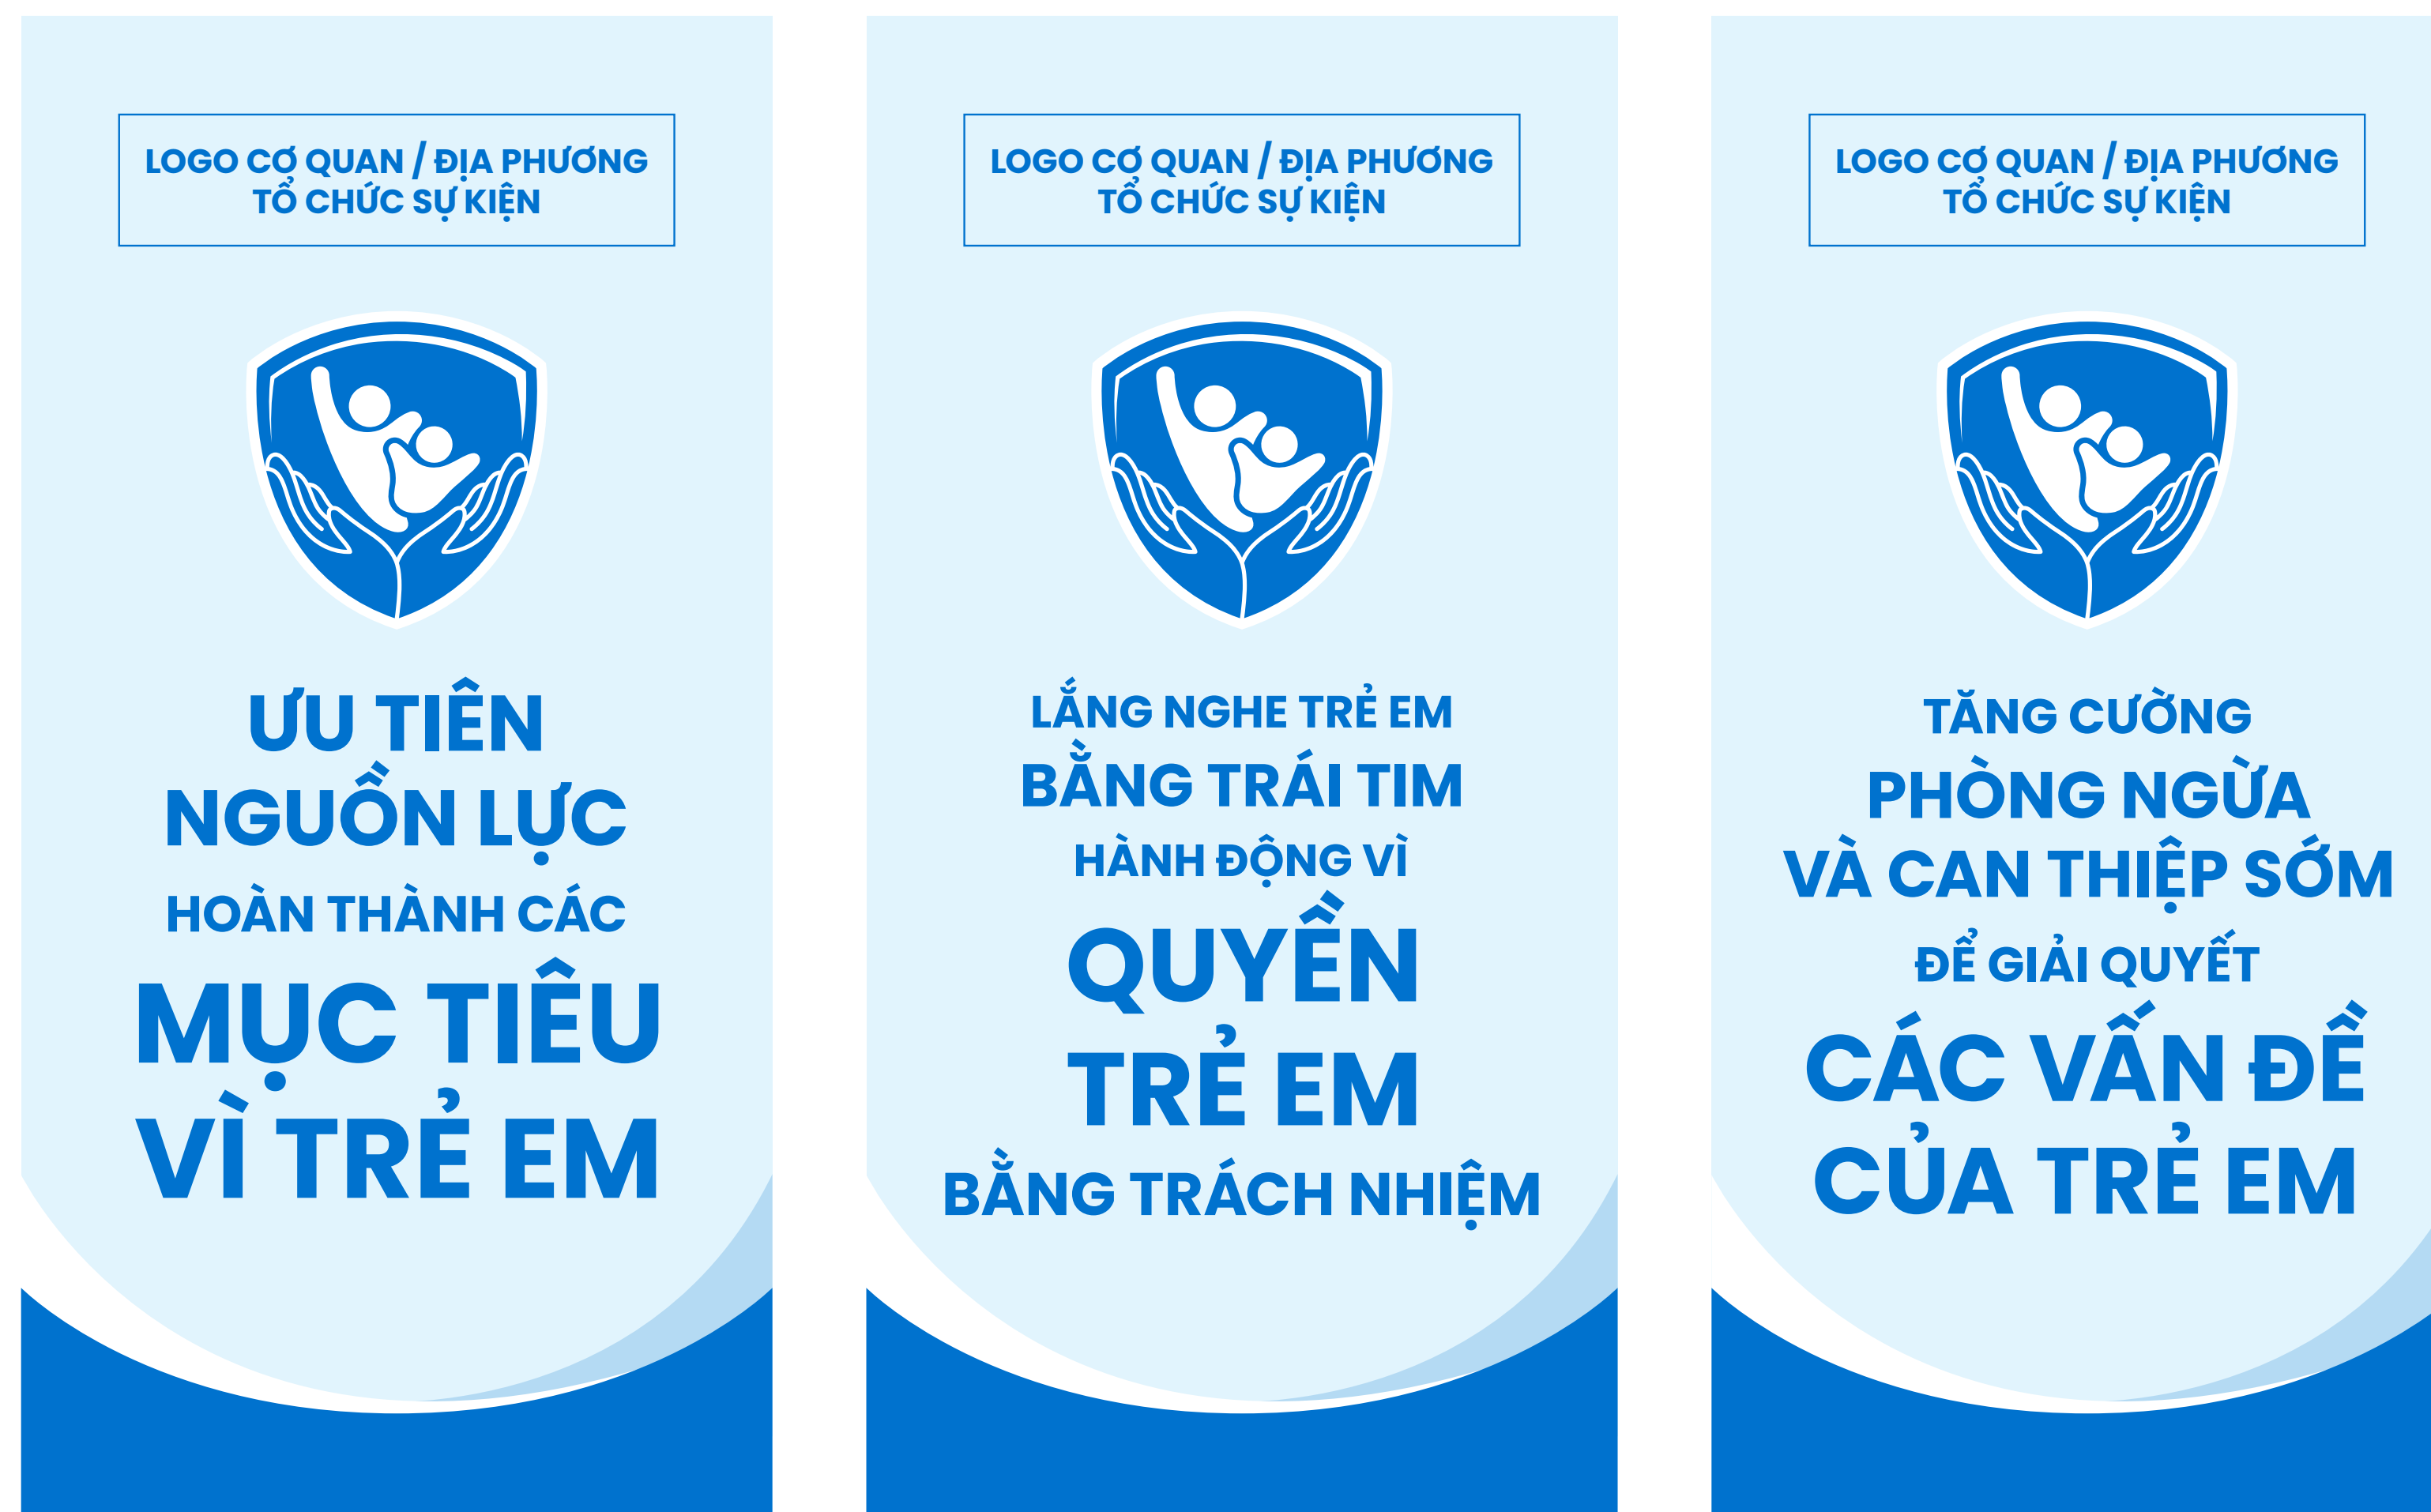 LOGO CƠ QUAN / ĐỊA PHƯƠNG
TỔ CHỨC SỰ KIỆN
ƯU TIÊN
NGUỒN LỰC
HOÀN THÀNH CÁC
MỤC TIÊU
VÌ TRẺ EM
LOGO CƠ QUAN / ĐỊA PHƯƠNG
TỔ CHỨC SỰ KIỆN
LẮNG NGHE TRẺ EM
BẰNG TRÁI TIM
HÀNH ĐỘNG VÌ
QUYỀN
TRẺ EM
BẰNG TRÁCH NHIỆM
LOGO CƠ QUAN / ĐỊA PHƯƠNG
TỔ CHỨC SỰ KIỆN
TĂNG CƯỜNG
PHÒNG NGỪA
VÀ CAN THIỆP SỚM
ĐỂ GIẢI QUYẾT
CÁC VẤN ĐỀ
CỦA TRẺ EM